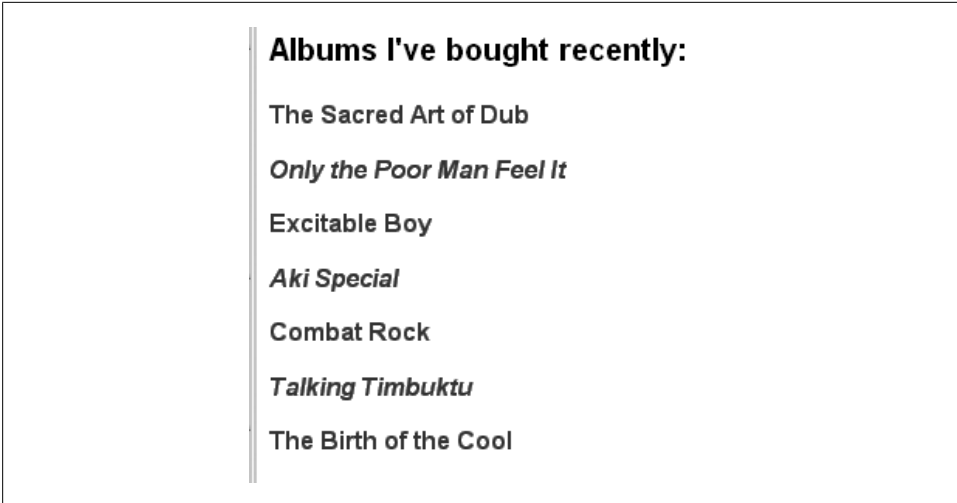 Albums I've bought recently:
The Sacred Art of Dub
Only the Poor Man Feel It
Excitable Boy
Aki Special
Combat Rock
Talking Timbuktu
The Birth of the Cool